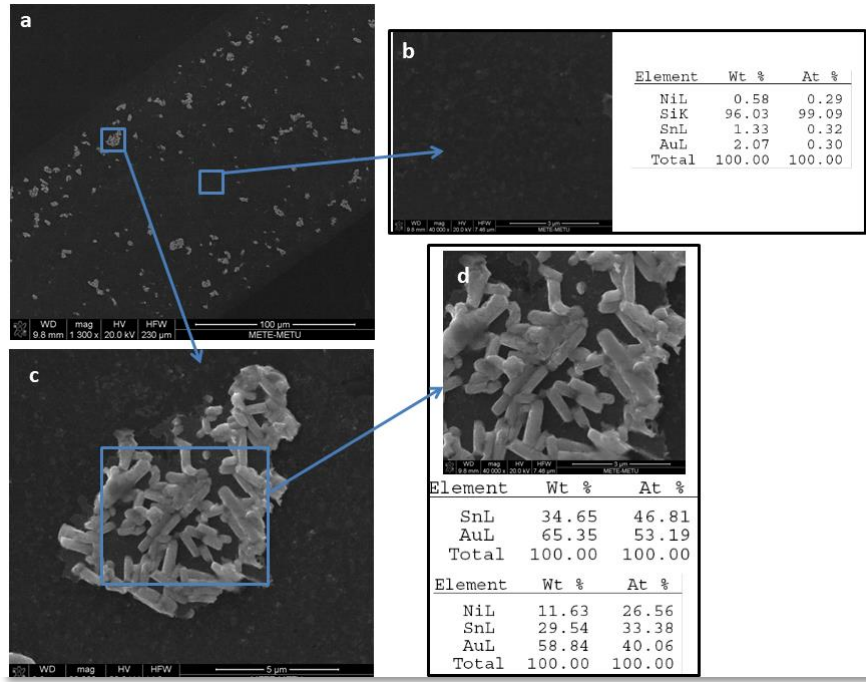 a
WD mag HV HFW 100 µm
9.8 mm 1 300 x 20.0 kV 230 µm METE-METU
b
WD mag HV HFW 3 µm
9.8 mm 40 000 x 20.0 kV 7.46 µm METE-METU
Element Wt % At %
NiL 0.58 0.29
SiK 96.03 99.09
SnL 1.33 0.32
AuL 2.07 0.30
Total 100.00 100.00
c
WD mag HV HFW 5 µm
METE-METU
d
WD mag HV HFW 3 µm
9.8 mm 40 000 x 20.0 kV 7.46 µm METE-METU
Element Wt % At %
SnL 34.65 46.81
AuL 65.35 53.19
Total 100.00 100.00
Element Wt % At %
NiL 11.63 26.56
SnL 29.54 33.38
AuL 58.84 40.06
Total 100.00 100.00